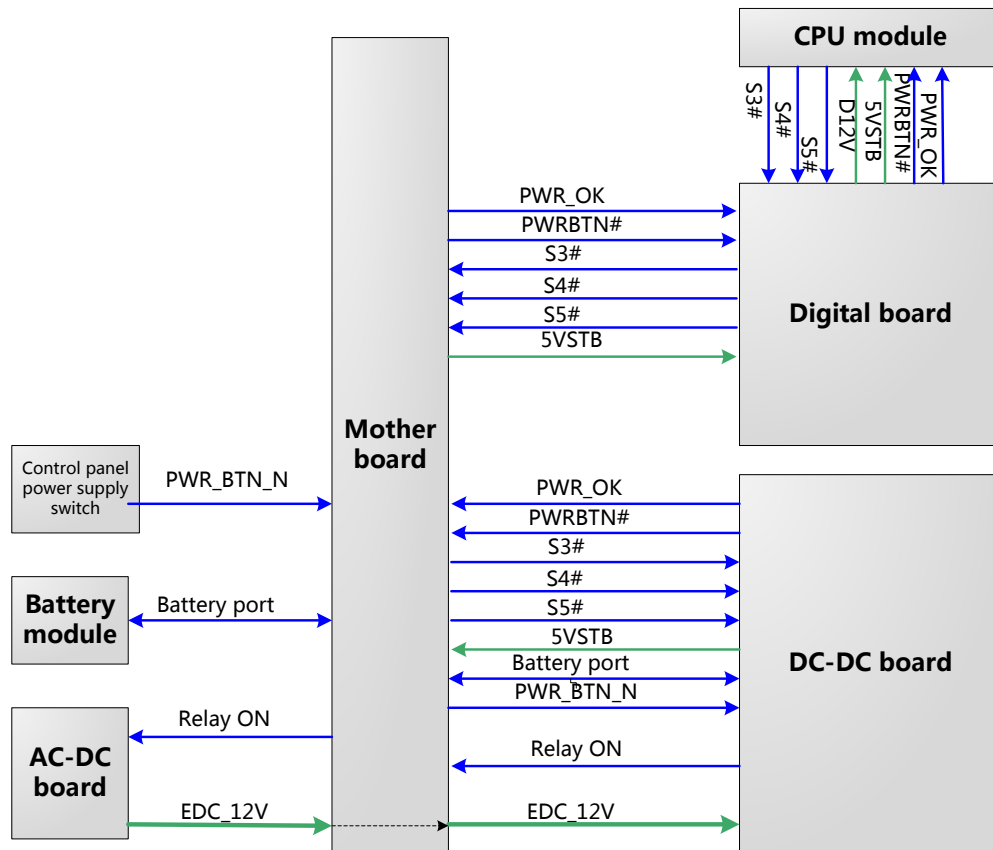 CPU module
S3#
S4#
S5#
D12V
5VSTB
PWRBTN#
PWR_OK
PWR_OK
PWRBTN#
S3#
S4#
S5#
5VSTB
Digital board
Mother
board
Control panel
power supply
switch
PWR_BTN_N
Battery
module
Battery port
AC-DC
board
Relay ON
EDC_12V
PWR_OK
PWRBTN#
S3#
S4#
S5#
5VSTB
Battery port
PWR_BTN_N
Relay ON
EDC_12V
DC-DC board